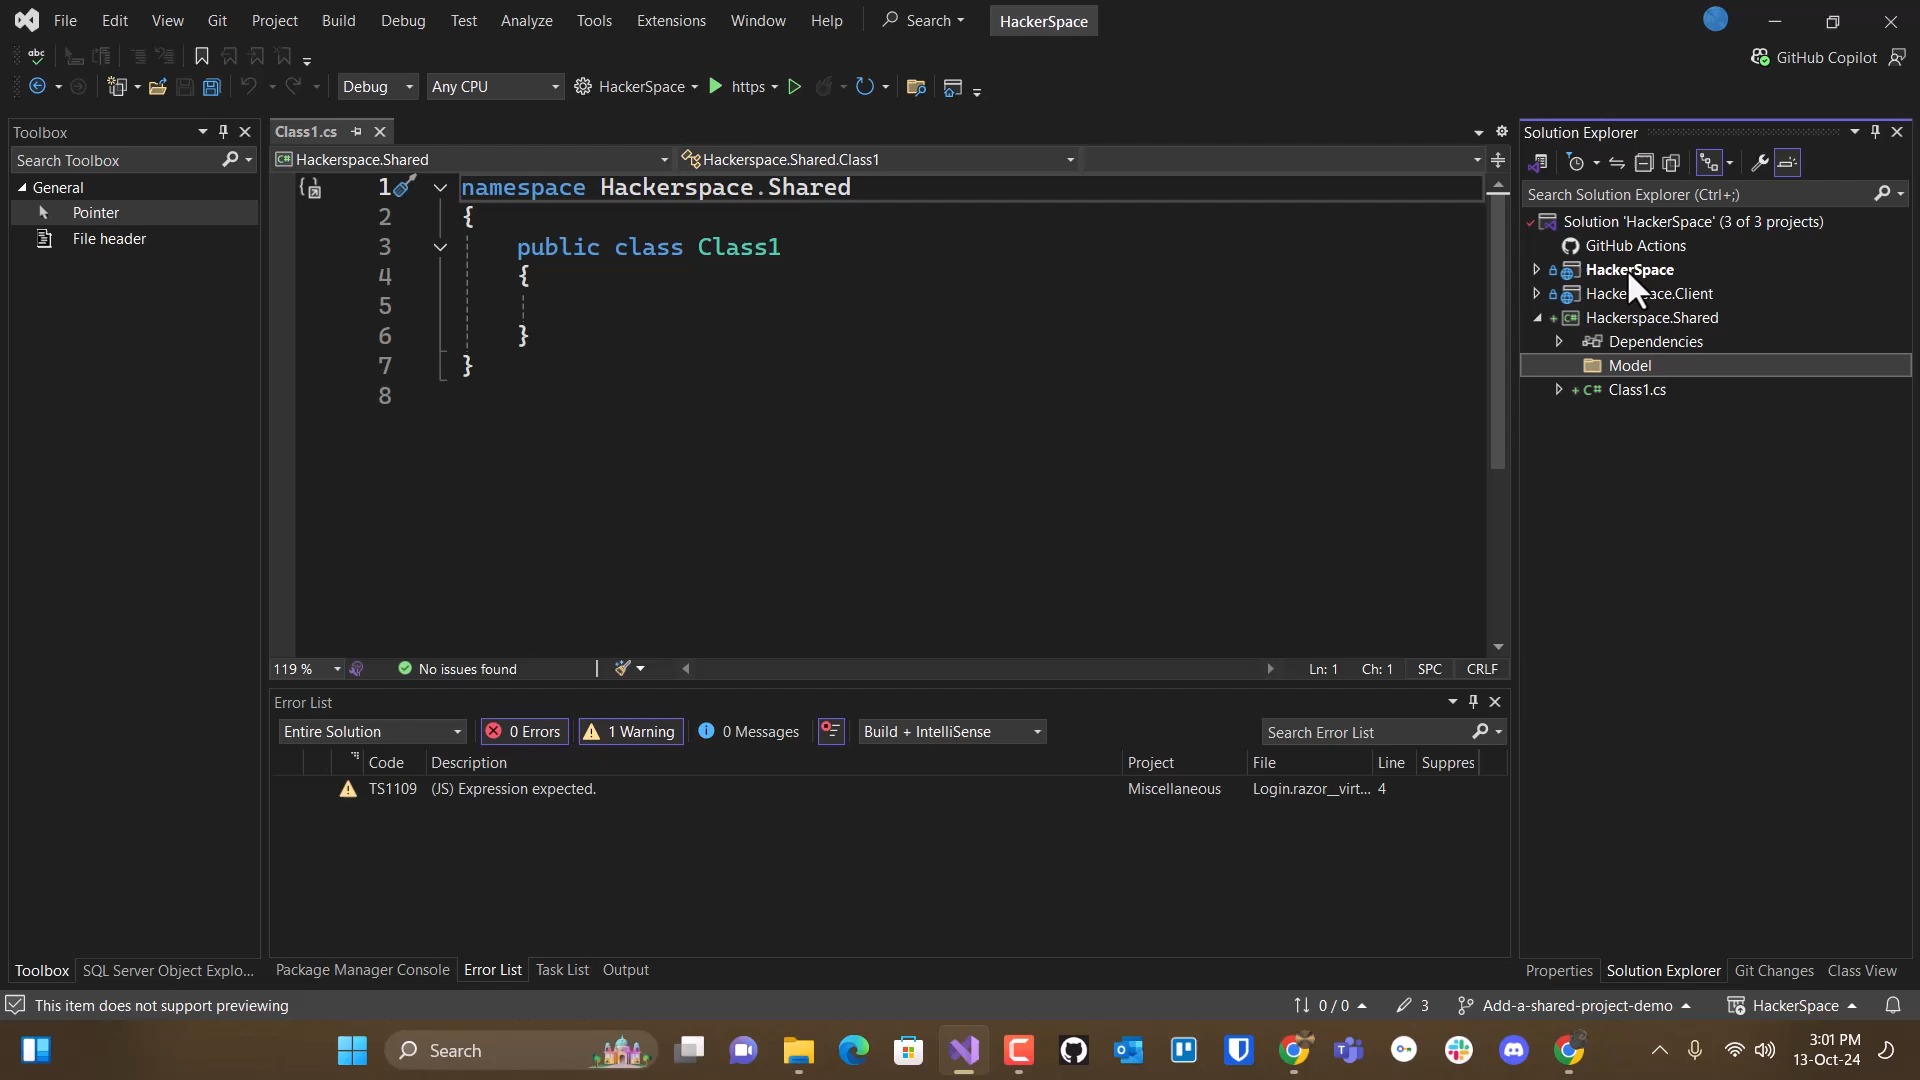 File Edit View Git Project Build Debug Test Analyze Tools Extensions Window Help Search HackerSpace
abc GitHub Copilot
Debug Any CPU HackerSpace https
Toolbox
Search Toolbox
General
Pointer
File header
Class1.cs
C# Hackerspace.Shared Hackerspace.Shared.Class1
1 namespace Hackerspace.Shared
2 {
3 public class Class1
4 {
5
6 }
7 }
8
119 % No issues found Ln: 1 Ch: 1 SPC CRLF
Solution Explorer
Search Solution Explorer (Ctrl+;)
Solution 'HackerSpace' (3 of 3 projects)
GitHub Actions
HackerSpace
C# Hackerspace.Shared
Dependencies
Model
C# Class1.cs
Error List
Entire Solution 0 Errors 1 Warning 0 Messages Build + IntelliSense Search Error List
Code Description Project File Line Suppres
TS1109 (JS) Expression expected. Miscellaneous Login.razor__virt... 4
Toolbox SQL Server Object Explo... Package Manager Console Error List Task List Output
Properties Solution Explorer Git Changes Class View
This item does not support previewing 0 / 0 3 Add-a-shared-project-demo HackerSpace
Search
3:01 PM
13-Oct-24